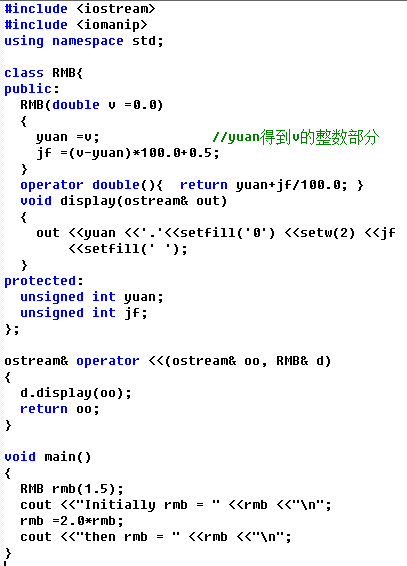 #include <iostream>
#include <iomanip>
using namespace std;
class RMB{
public:
RMB(double v =0.0)
{
yuan =v; //yuan得到v的整数部分
jf =(v-yuan)*100.0+0.5;
}
operator double(){ return yuan+jf/100.0; }
void display(ostream& out)
{
out <<yuan <<'.'<<setfill('0') <<setw(2) <<jf
<<setfill(' ');
}
protected:
unsigned int yuan;
unsigned int jf;
};
ostream& operator <<(ostream& oo, RMB& d)
{
d.display(oo);
return oo;
}
void main()
{
RMB rmb(1.5);
cout <<"Initially rmb = " <<rmb <<"\n";
rmb =2.0*rmb;
cout <<"then rmb = " <<rmb <<"\n";
}